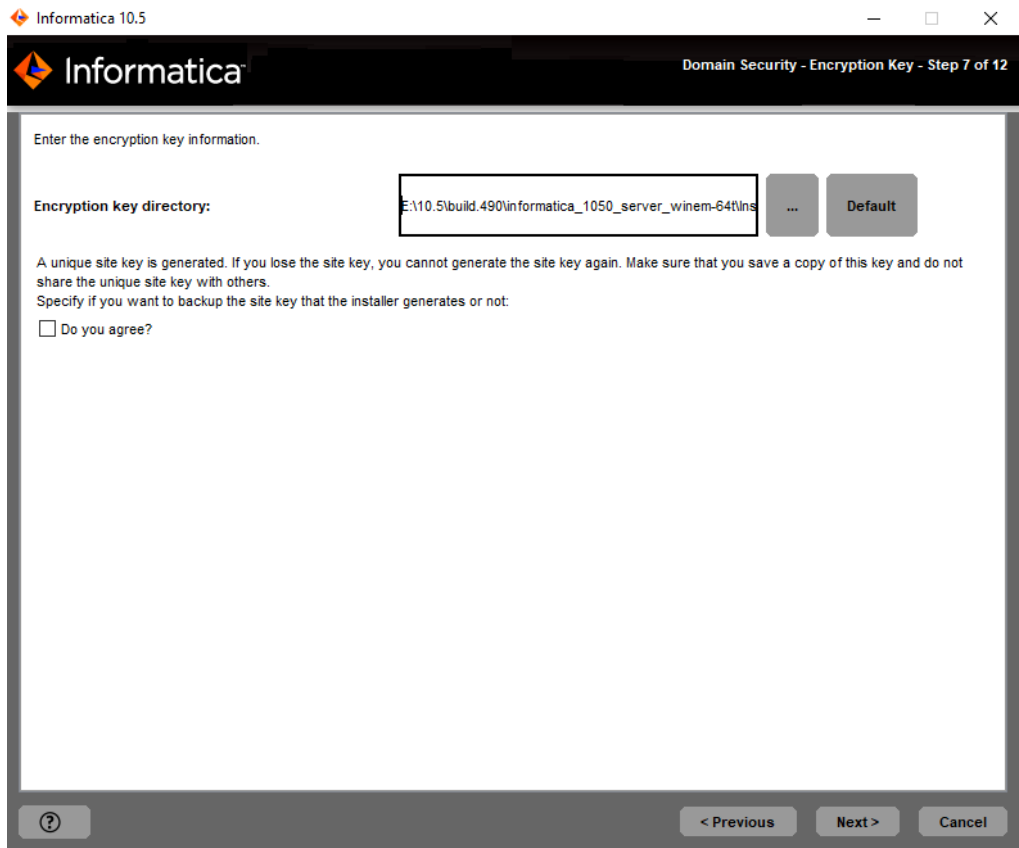 Informatica 10.5
Informatica
Domain Security - Encryption Key - Step 7 of 12
Enter the encryption key information.
Encryption key directory:
E:\10.5\build.490\informatica_1050_server_winem-64t\Ins
...
Default
A unique site key is generated. If you lose the site key, you cannot generate the site key again. Make sure that you save a copy of this key and do not
share the unique site key with others.
Specify if you want to backup the site key that the installer generates or not:
Do you agree?
?
< Previous
Next >
Cancel